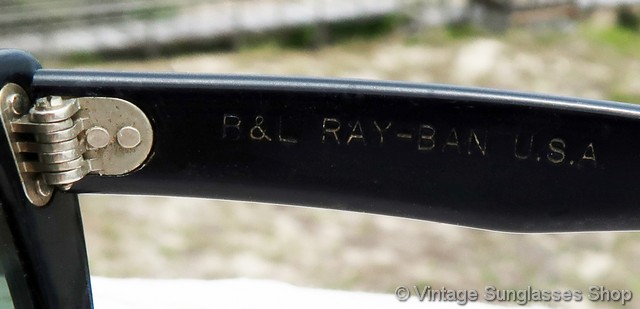 B&L RAY-BAN U.S.A
© Vintage Sunglasses Shop